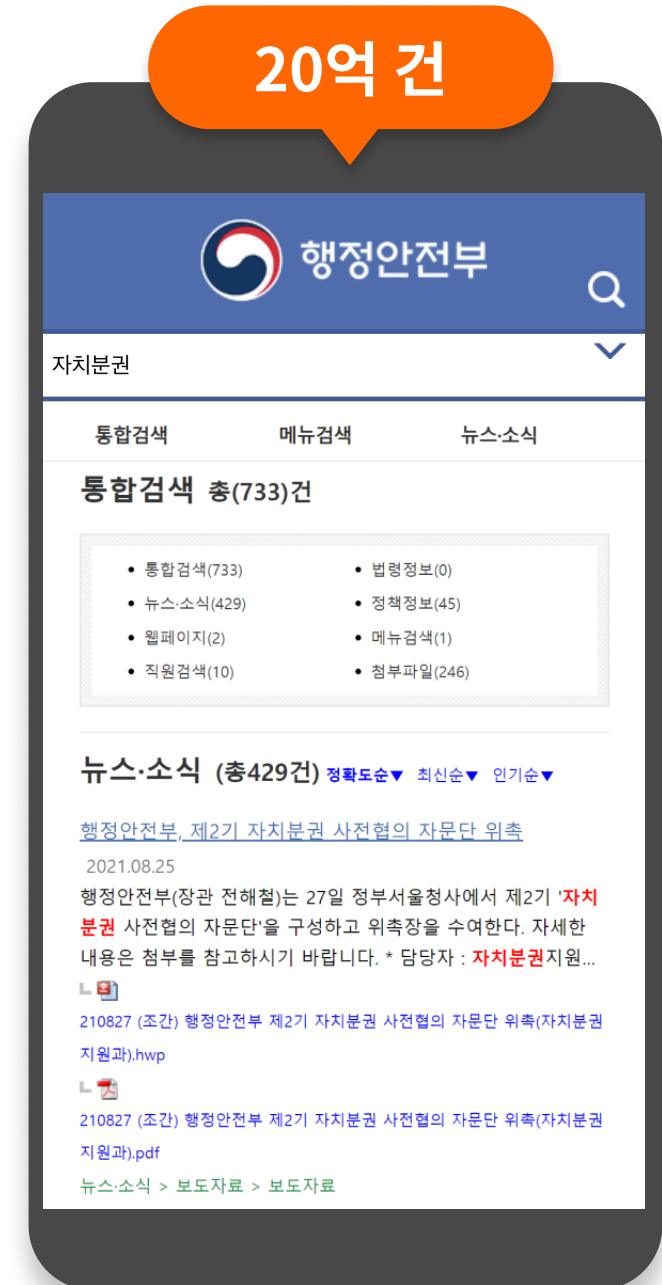 20억 건
행정안전부
자치분권
통합검색 메뉴검색 뉴스·소식
통합검색 총(733)건
• 통합검색(733) • 법령정보(0)
• 뉴스·소식(429) • 정책정보(45)
• 웹페이지(2) • 메뉴검색(1)
• 직원검색(10) • 첨부파일(246)
뉴스·소식 (총429건) 정확도순▼ 최신순▼ 인기순▼
행정안전부, 제2기 자치분권 사전협의 자문단 위촉
2021.08.25
행정안전부(장관 전해철)는 27일 정부서울청사에서 제2기 '자치
분권 사전협의 자문단'을 구성하고 위촉장을 수여한다. 자세한
내용은 첨부를 참고하시기 바랍니다. * 담당자 : 자치분권지원...
210827 (조간) 행정안전부 제2기 자치분권 사전협의 자문단 위촉(자치분권
지원과).hwp
210827 (조간) 행정안전부 제2기 자치분권 사전협의 자문단 위촉(자치분권
지원과).pdf
뉴스·소식 > 보도자료 > 보도자료